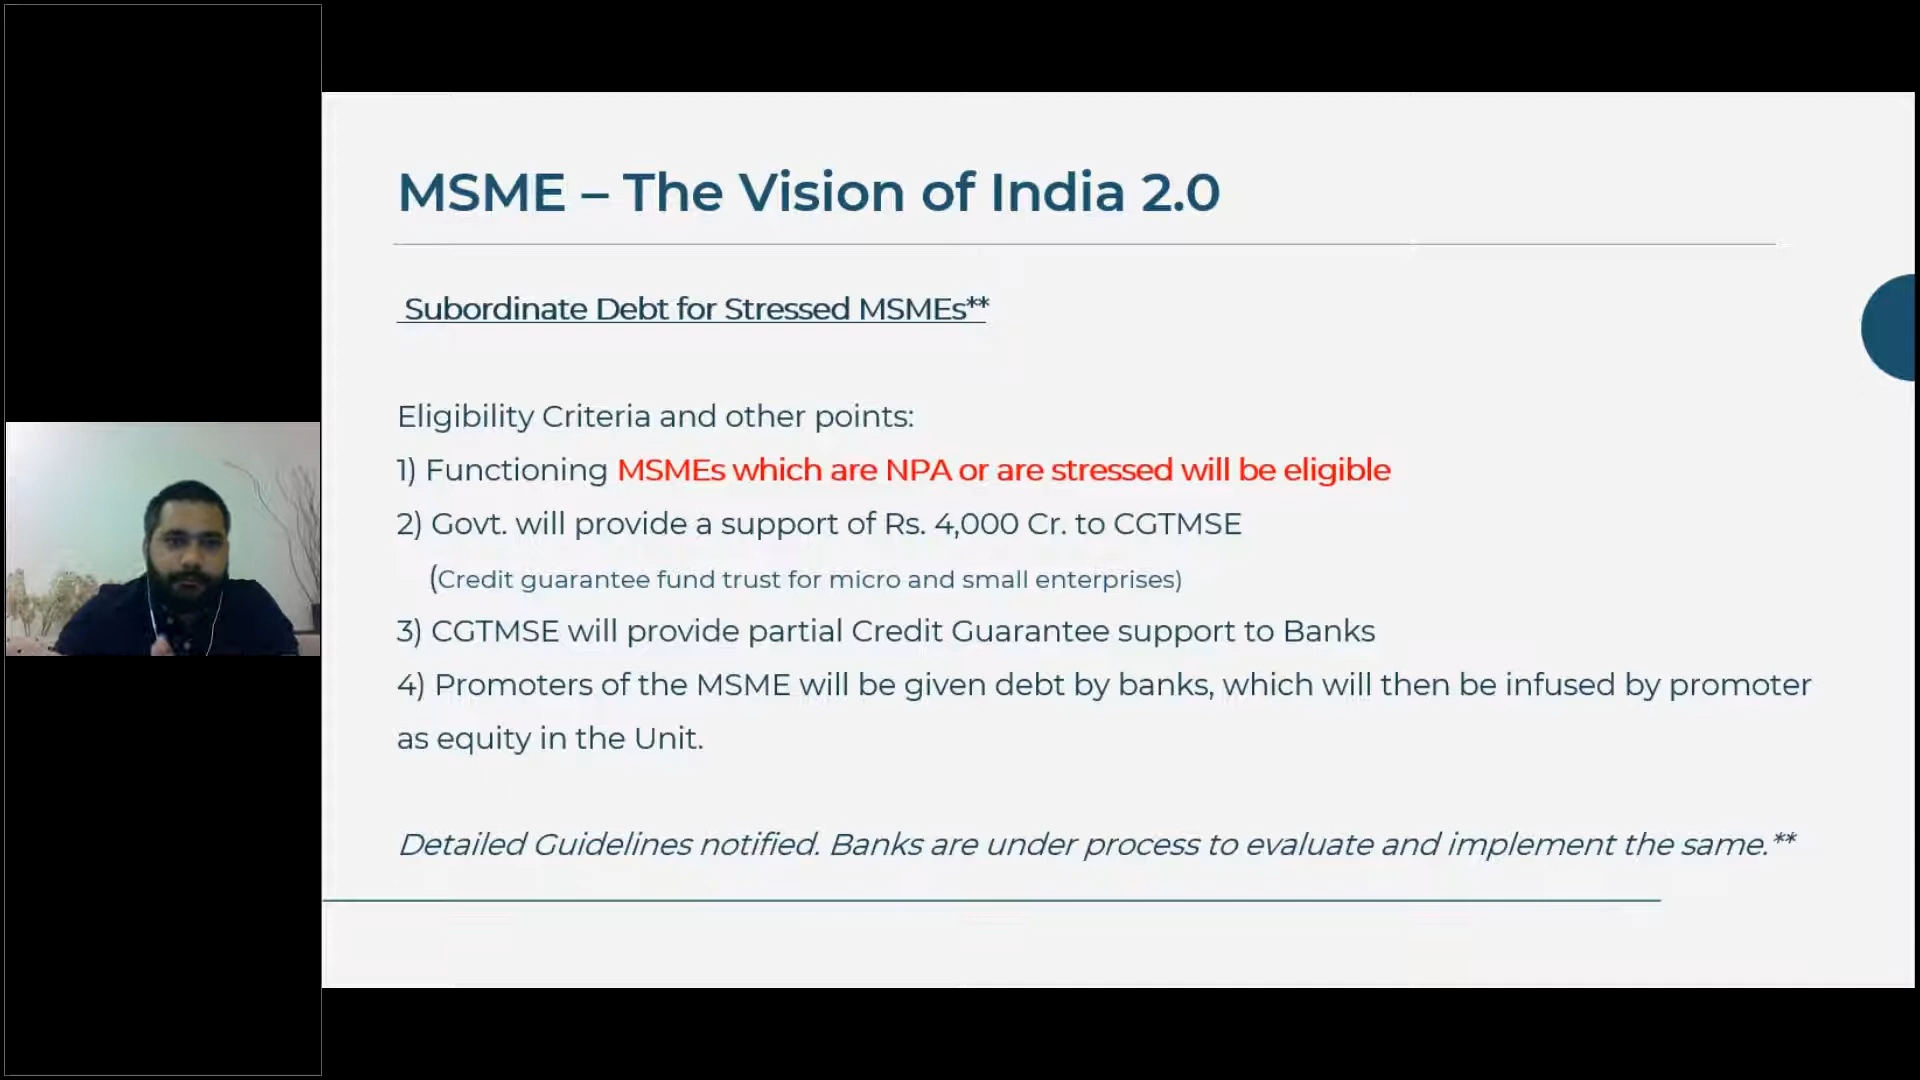 MSME – The Vision of India 2.0
Subordinate Debt for Stressed MSMEs**
Eligibility Criteria and other points:
1) Functioning MSMEs which are NPA or are stressed will be eligible
2) Govt. will provide a support of Rs. 4,000 Cr. to CGTMSE
(Credit guarantee fund trust for micro and small enterprises)
3) CGTMSE will provide partial Credit Guarantee support to Banks
4) Promoters of the MSME will be given debt by banks, which will then be infused by promoter
as equity in the Unit.
Detailed Guidelines notified. Banks are under process to evaluate and implement the same.**